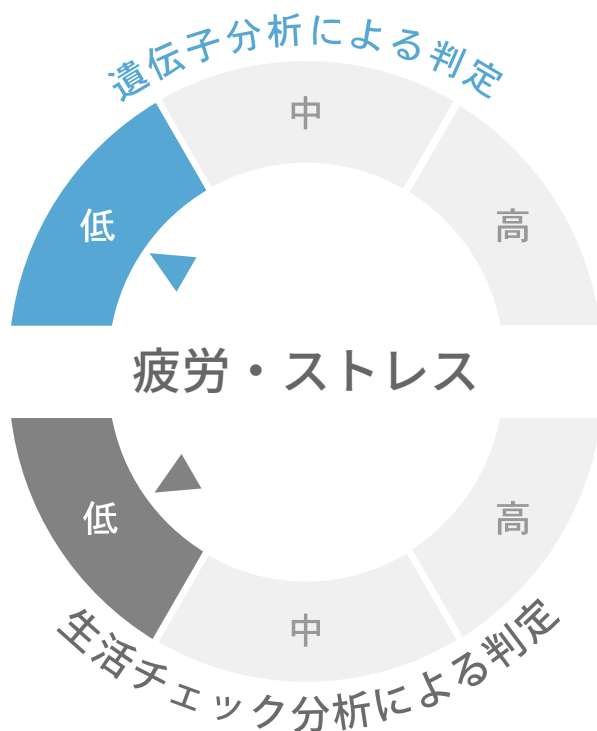 遺伝子分析による判定
中
低
高
疲労・ストレス
低
高
中
生活チェック分析による判定